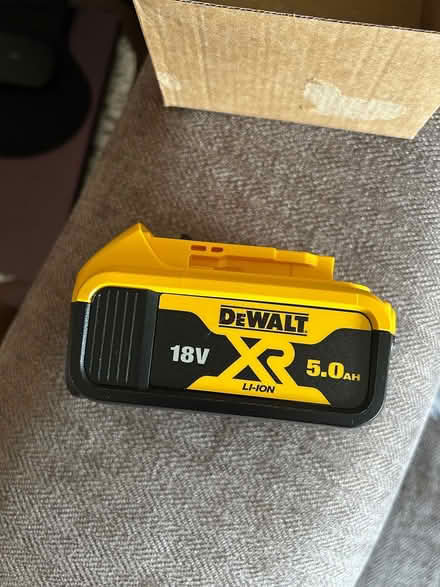 DEWALT
18V XR 5.0AH
LI-ION